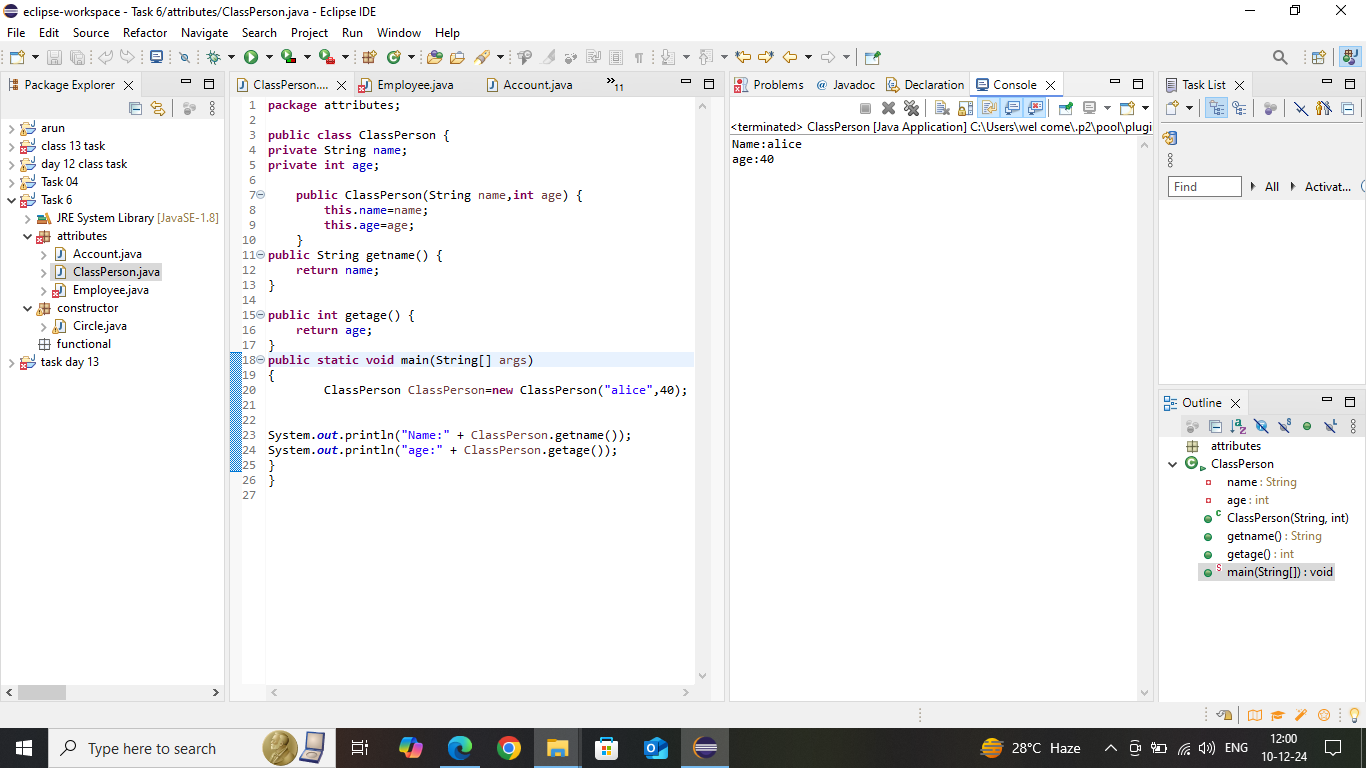 eclipse-workspace - Task 6/attributes/ClassPerson.java - Eclipse IDE
File Edit Source Refactor Navigate Search Project Run Window Help
Package Explorer
arun
class 13 task
day 12 class task
Task 04
Task 6
JRE System Library [JavaSE-1.8]
attributes
Account.java
ClassPerson.java
Employee.java
constructor
Circle.java
functional
task day 13
ClassPerson.... Employee.java Account.java »11
1 package attributes;
2
3 public class ClassPerson {
4 private String name;
5 private int age;
6
7 public ClassPerson(String name,int age) {
8 this.name=name;
9 this.age=age;
10 }
11 public String getname() {
12 return name;
13 }
14
15 public int getage() {
16 return age;
17 }
18 public static void main(String[] args)
19 {
20 ClassPerson ClassPerson=new ClassPerson("alice",40);
21
22
23 System.out.println("Name:" + ClassPerson.getname());
24 System.out.println("age:" + ClassPerson.getage());
25 }
26 }
27
Problems @ Javadoc Declaration Console
<terminated> ClassPerson [Java Application] C:\Users\wel come\.p2\pool\plugi
Name:alice
age:40
Task List
Find All Activat...
Outline
attributes
ClassPerson
name : String
age : int
ClassPerson(String, int)
getname() : String
getage() : int
main(String[]) : void
Type here to search
28°C Haze
ENG
12:00
10-12-24